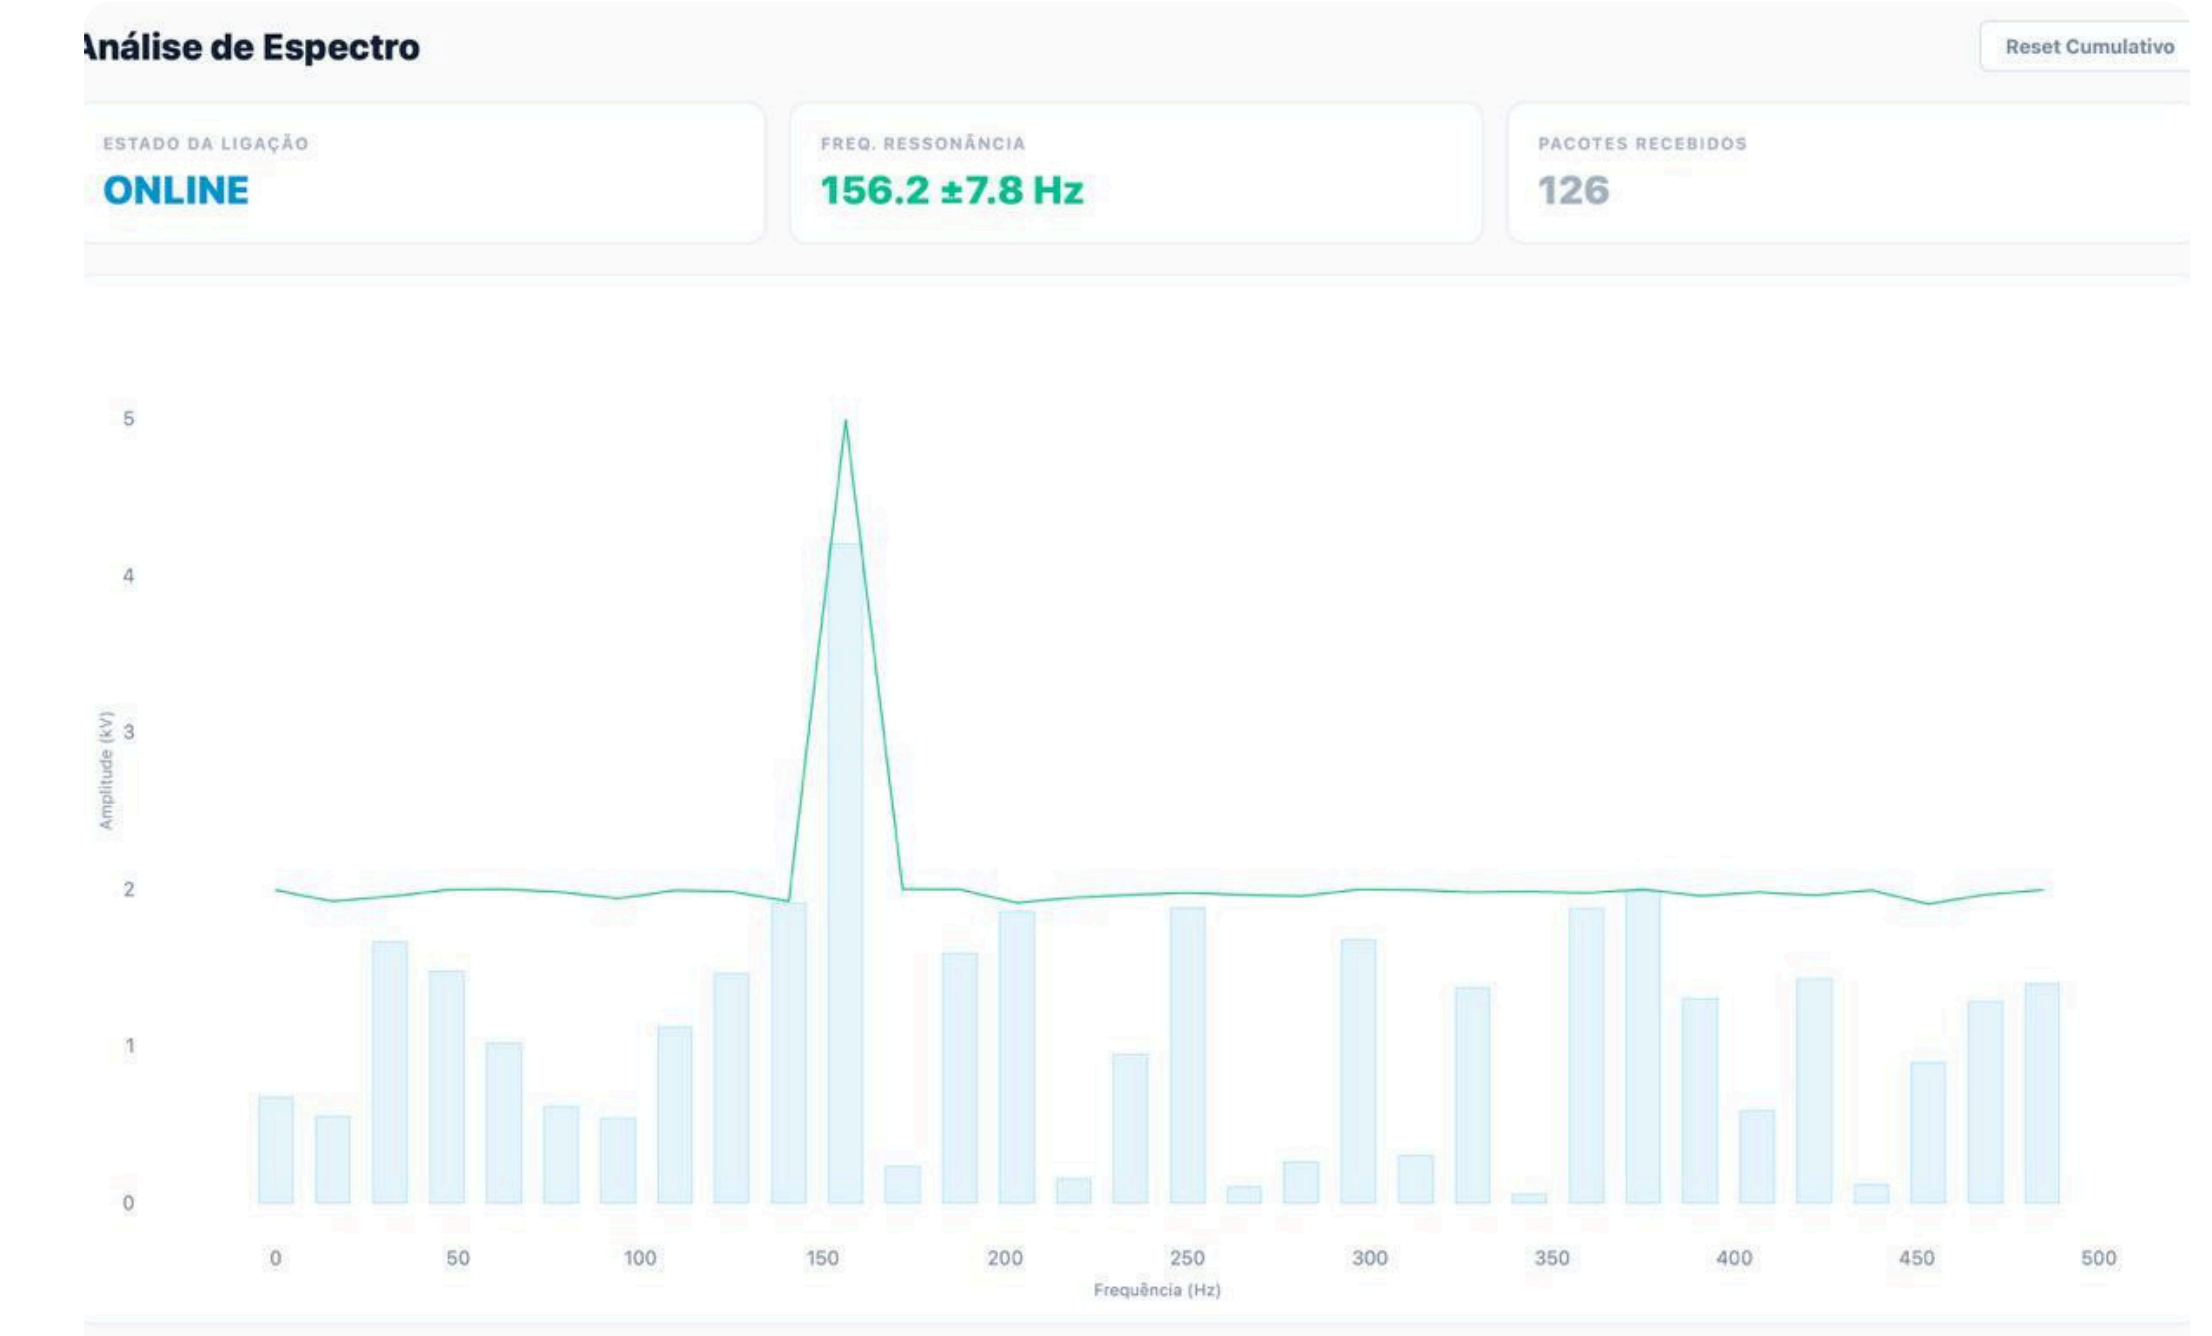 Análise de Espectro
Reset Cumulativo
ESTADO DA LIGAÇÃO
ONLINE
FREQ. RESSONÂNCIA
156.2 ±7.8 Hz
PACOTES RECEBIDOS
126
5
4
3
2
1
0
Amplitude (kV)
0 50 100 150 200 250 300 350 400 450 500
Frequência (Hz)